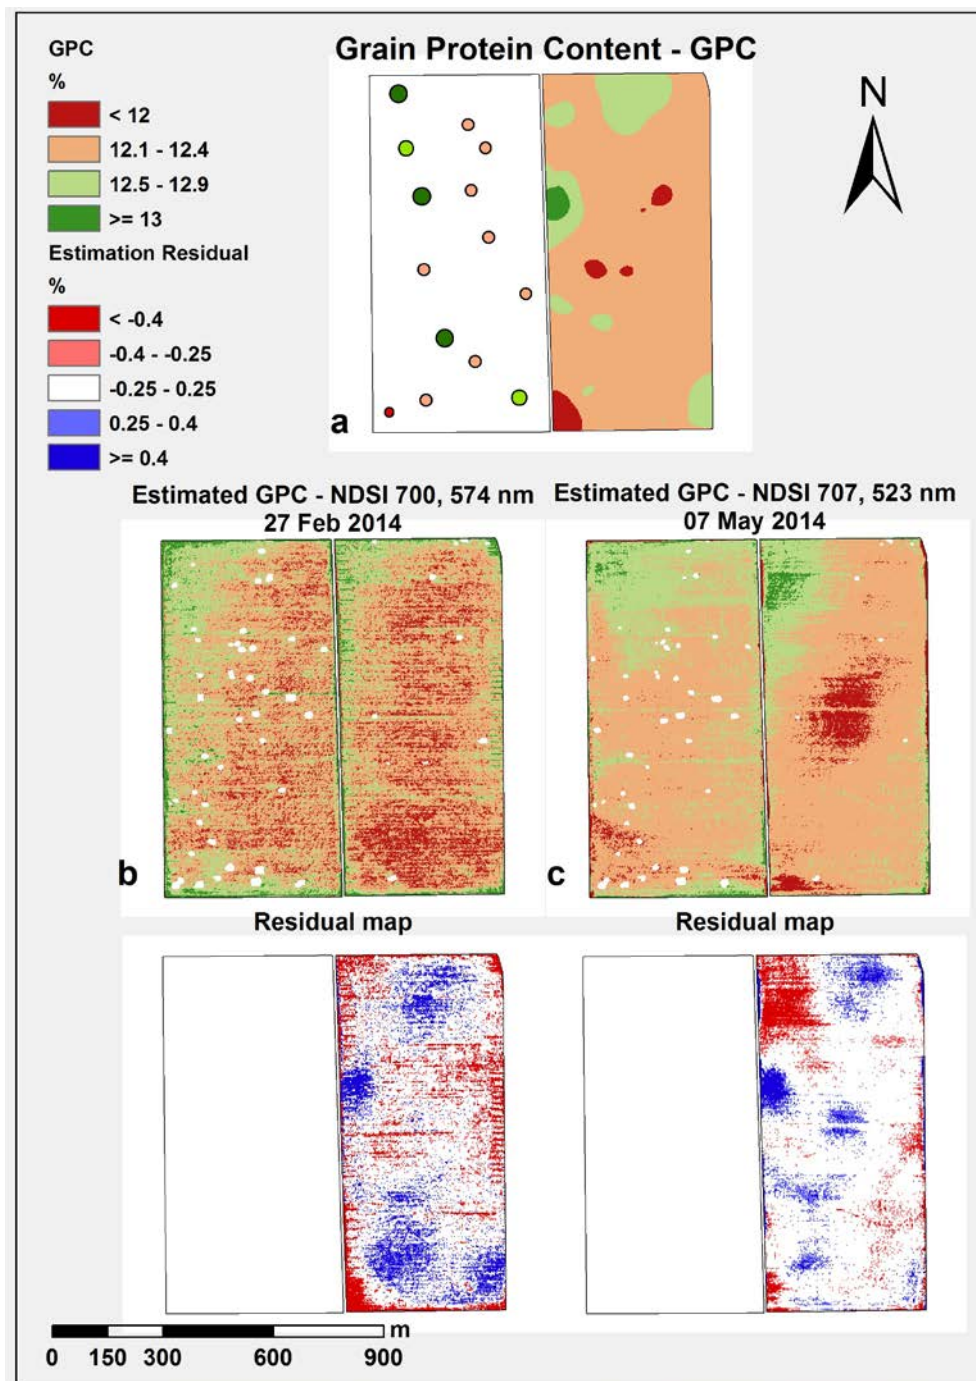 Grain Protein Content - GPC
GPC
%
< 12
12.1 - 12.4
12.5 - 12.9
>= 13
Estimation Residual
%
< -0.4
-0.4 - -0.25
-0.25 - 0.25
0.25 - 0.4
>= 0.4
N
a
Estimated GPC - NDSI 700, 574 nm
27 Feb 2014
Estimated GPC - NDSI 707, 523 nm
07 May 2014
b
c
Residual map
Residual map
m
0 150 300 600 900